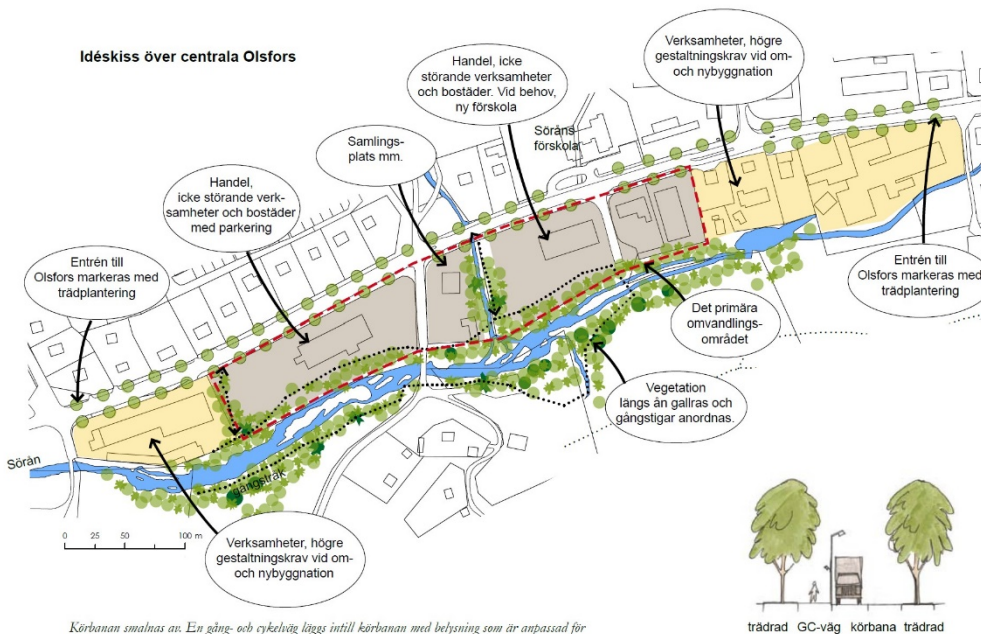 Idéskiss över centrala Olsfors
Handel, icke
störande verksamheter
och bostäder. Vid behov,
ny förskola
Verksamheter, högre
gestaltningskrav vid om-
och nybyggnation
Samlings-
plats mm.
Söråns
förskola
Handel,
icke störande verk-
samheter och bostäder
med parkering
Entrén till
Olsfors markeras med
trädplantering
Entrén till
Olsfors markeras med
trädplantering
Det primära
omvandlings-
området
Vegetation
längs ån gallras och
gångstigar anordnas.
Sörån
gångstråk
0 25 50 100 m
Verksamheter, högre
gestaltningskrav vid om-
och nybyggnation
trädrad GC-väg körbana trädrad
Körbanan smalnas av. En gång- och cykelväg läggs intill körbanan med belysning som är anpassad för